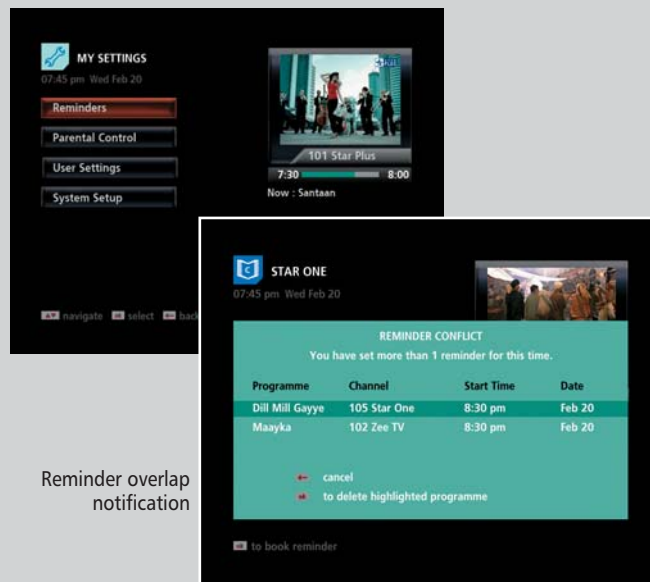 MY SETTINGS
07:45 pm Wed Feb 20
Reminders
Parental Control
User Settings
System Setup
101 Star Plus
7:30 8:00
Now : Santaan
navigate ok select back
STAR ONE
07:45 pm Wed Feb 20
REMINDER CONFLICT
You have set more than 1 reminder for this time.
Programme Channel Start Time Date
Dill Mill Gayye 105 Star One 8:30 pm Feb 20
Maayka 102 Zee TV 8:30 pm Feb 20
cancel
ok to delete highlighted programme
ok to book reminder
Reminder overlap
notification